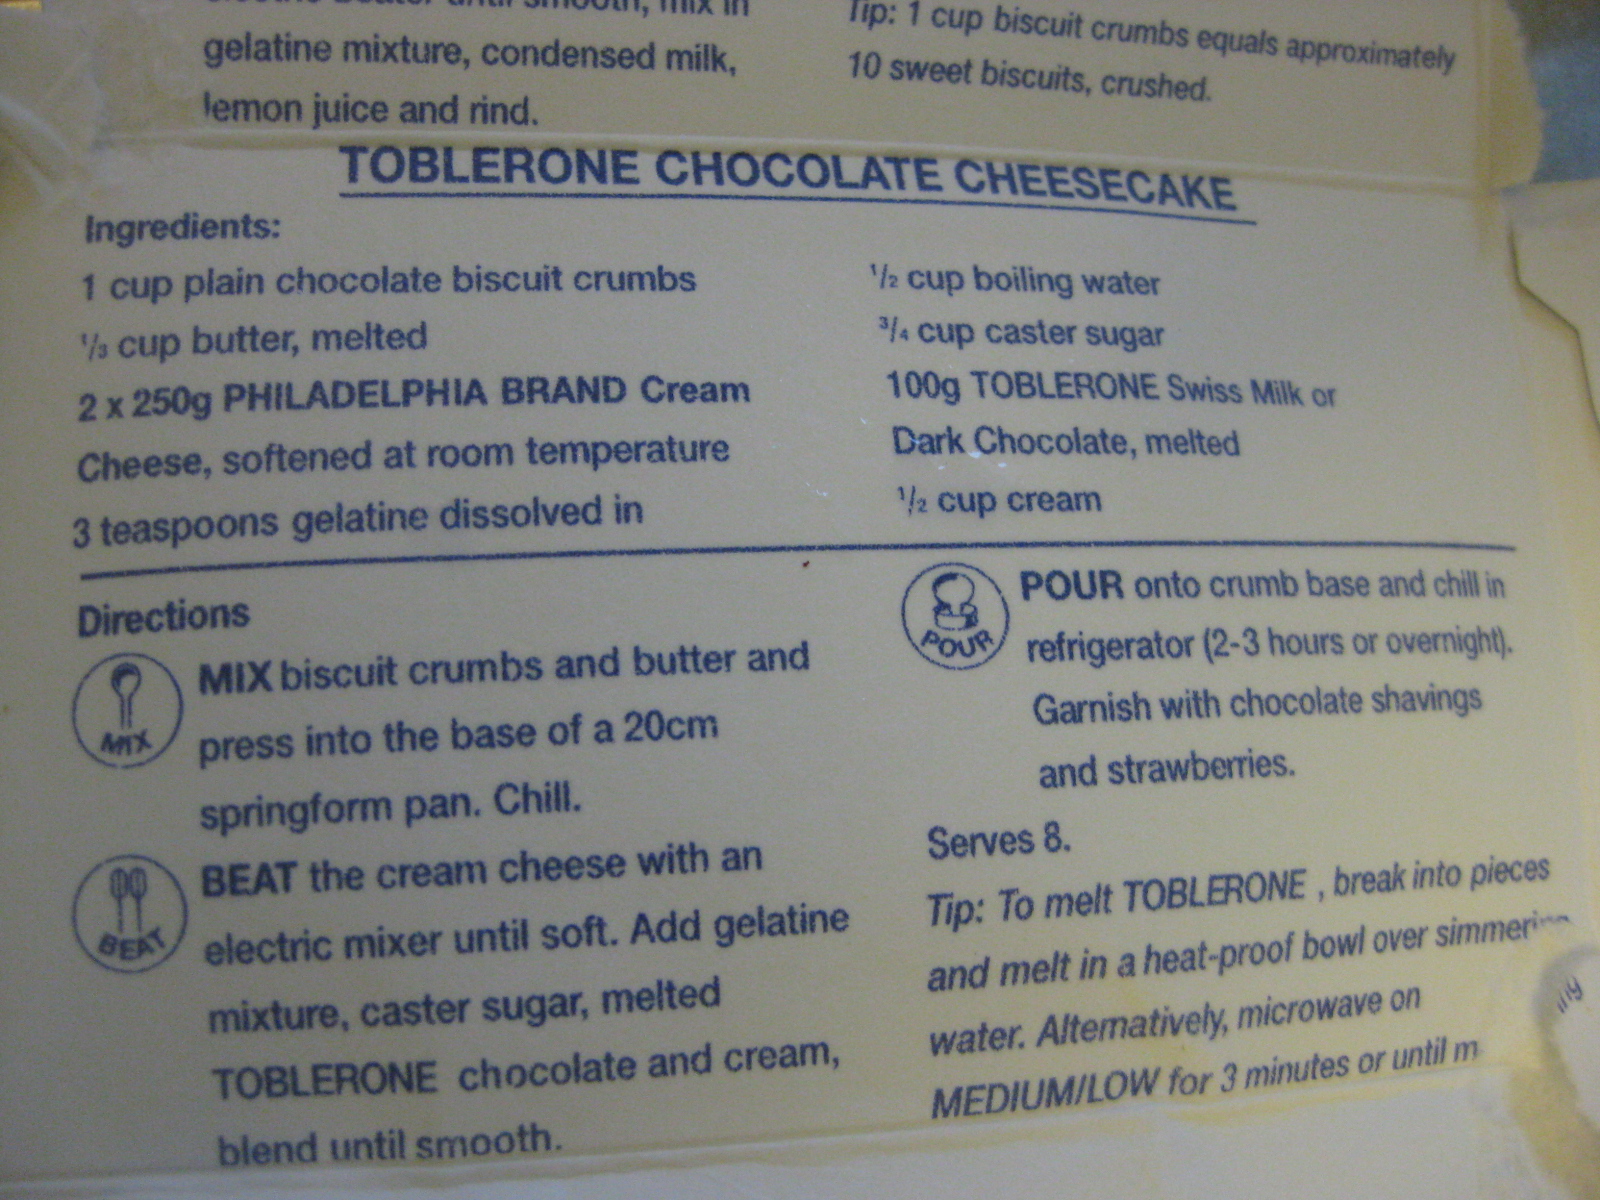 until smooth, mix in
gelatine mixture, condensed milk,
lemon juice and rind.
Tip: 1 cup biscuit crumbs equals approximately
10 sweet biscuits, crushed.
TOBLERONE CHOCOLATE CHEESECAKE
Ingredients:
1 cup plain chocolate biscuit crumbs
1/3 cup butter, melted
2 x 250g PHILADELPHIA BRAND Cream
Cheese, softened at room temperature
3 teaspoons gelatine dissolved in
1/2 cup boiling water
3/4 cup caster sugar
100g TOBLERONE Swiss Milk or
Dark Chocolate, melted
1/2 cup cream
Directions
MIX
MIX biscuit crumbs and butter and
press into the base of a 20cm
springform pan. Chill.
BEAT
BEAT the cream cheese with an
electric mixer until soft. Add gelatine
mixture, caster sugar, melted
TOBLERONE chocolate and cream,
blend until smooth.
POUR
POUR onto crumb base and chill in
refrigerator (2-3 hours or overnight).
Garnish with chocolate shavings
and strawberries.
Serves 8.
Tip: To melt TOBLERONE , break into pieces
and melt in a heat-proof bowl over simmering
water. Alternatively, microwave on
MEDIUM/LOW for 3 minutes or until m